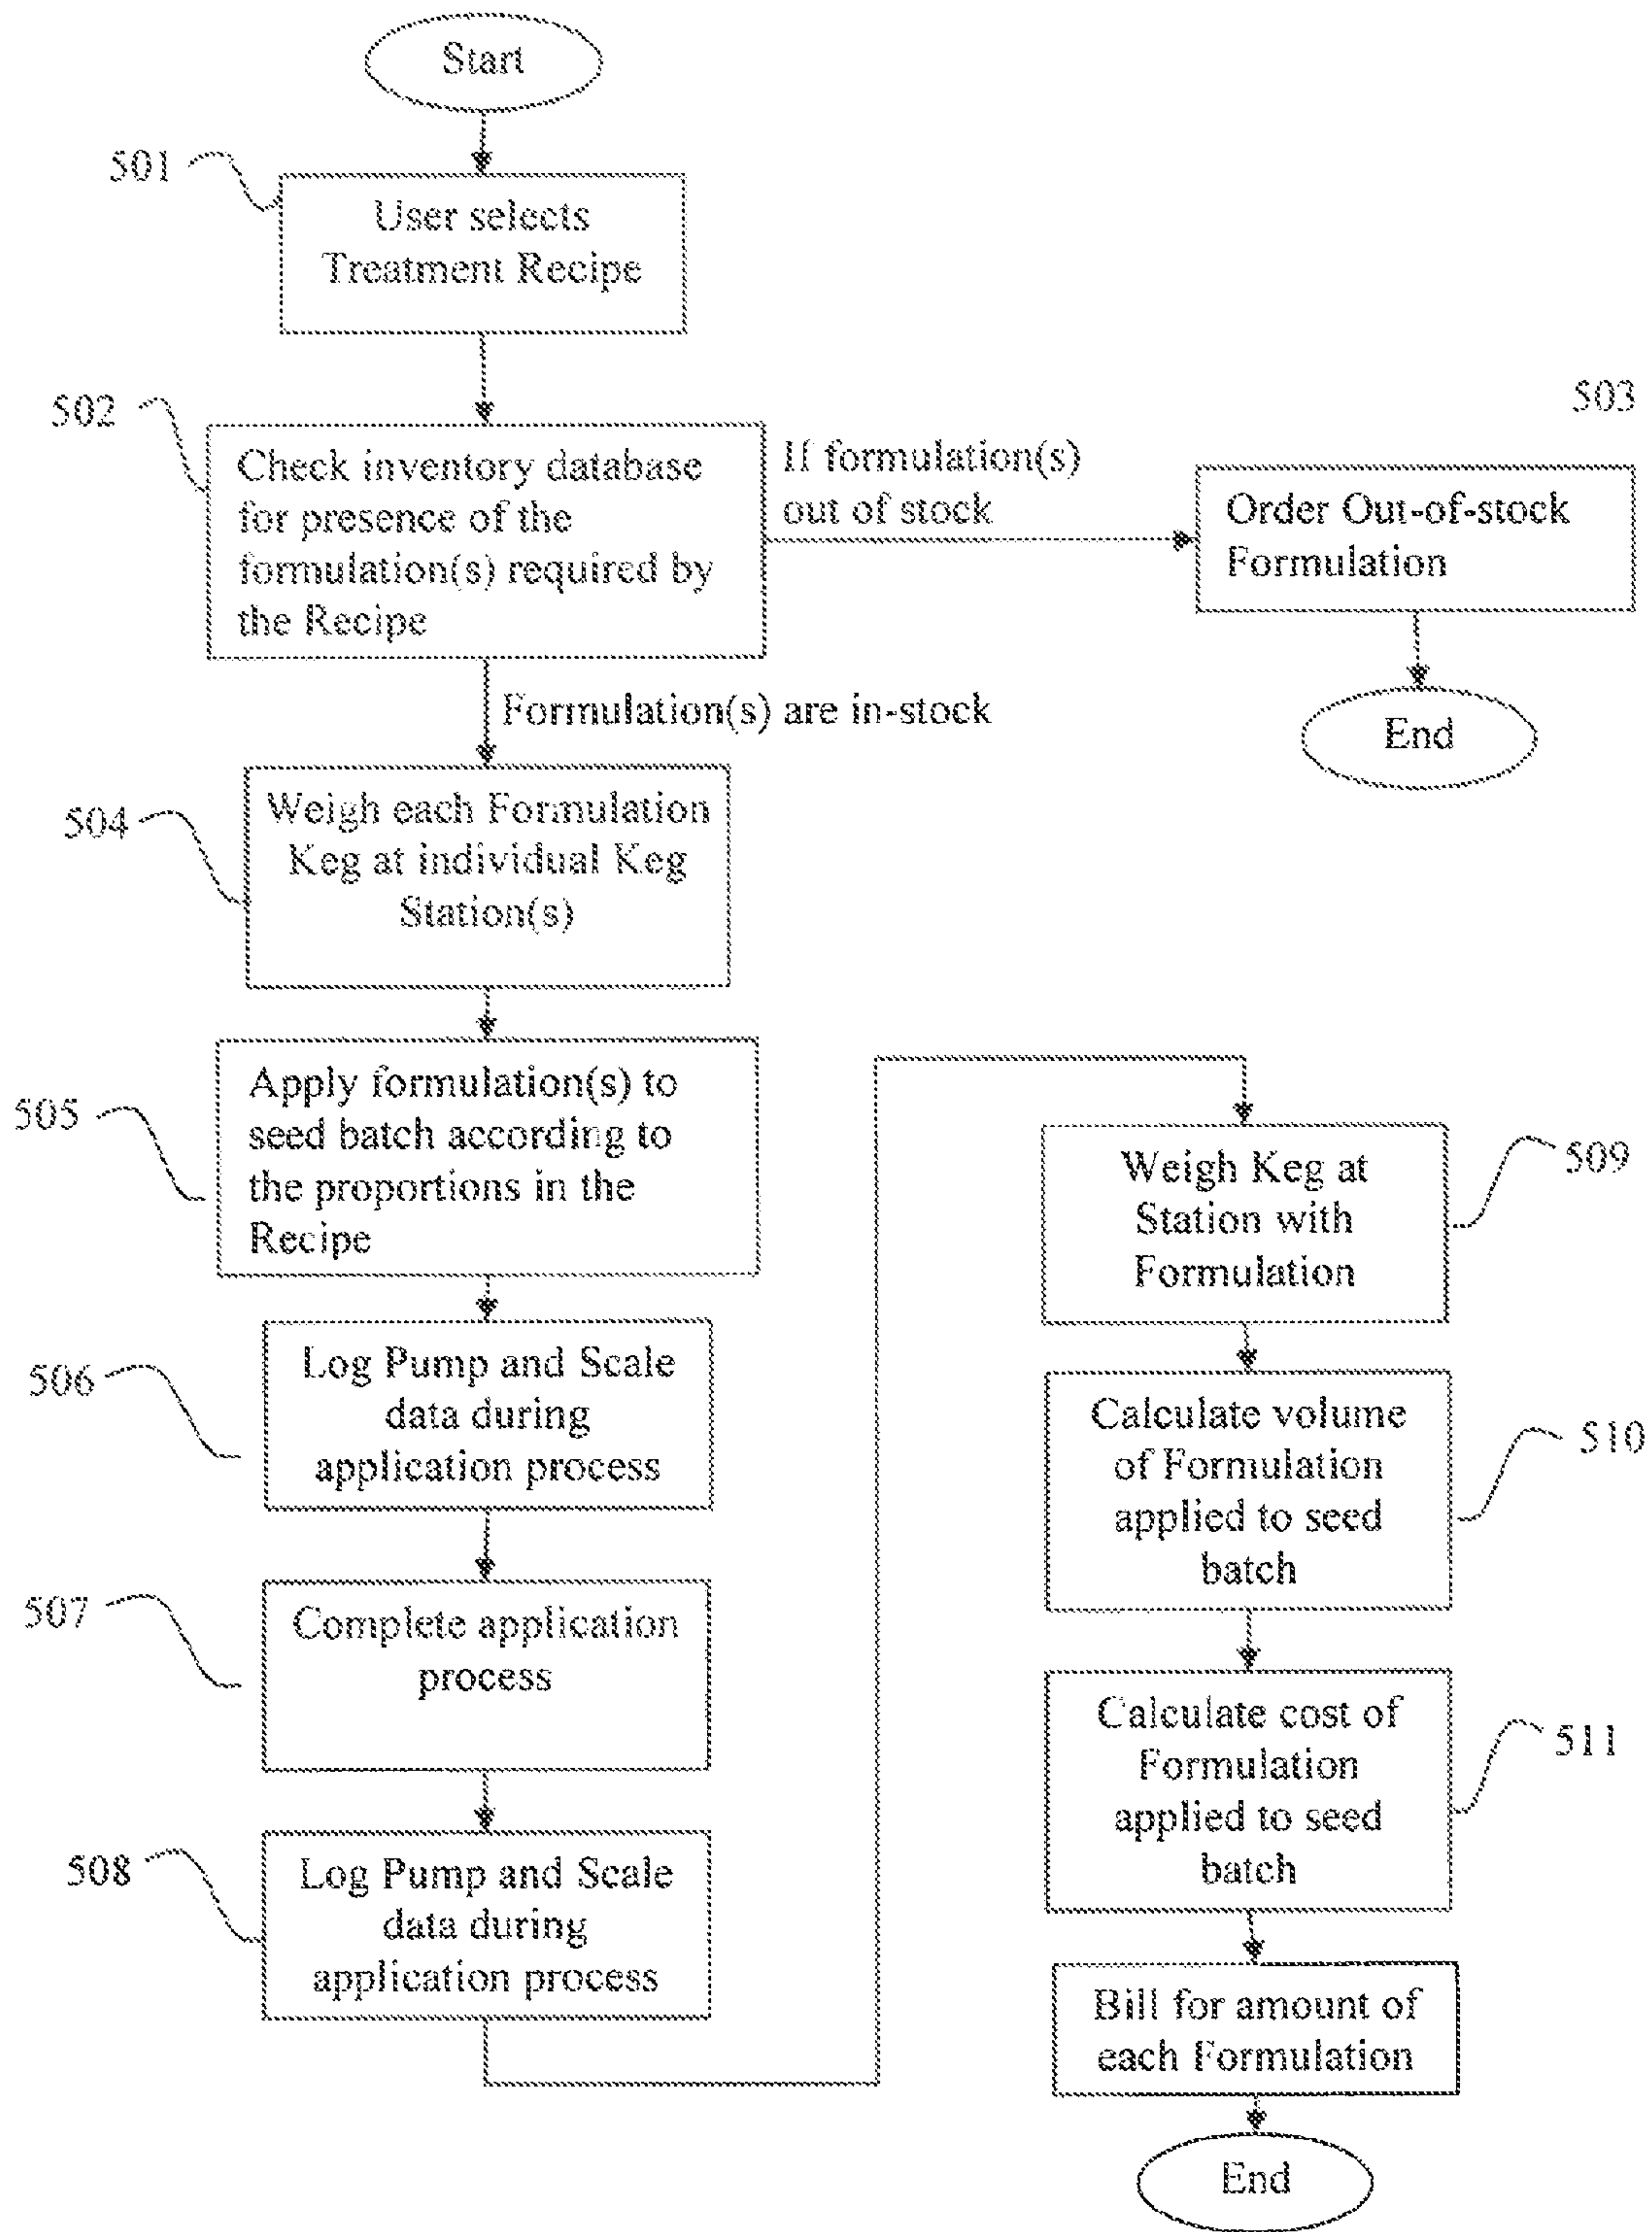 Start
501
User selects
Treatment Recipe
502
Check inventory database
for presence of the
formulation(s) required by
the Recipe
If formulation(s)
out of stock
503
Order Out-of-stock
Formulation
End
Formulation(s) are in-stock
504
Weigh each Formulation
Keg at individual Keg
Station(s)
505
Apply formulation(s) to
seed batch according to
the proportions in the
Recipe
506
Log Pump and Scale
data during
application process
507
Complete application
process
508
Log Pump and Scale
data during
application process
Weigh Keg at
Station with
Formulation
509
Calculate volume
of Formulation
applied to seed
batch
510
Calculate cost of
Formulation
applied to seed
batch
511
Bill for amount of
each Formulation
End